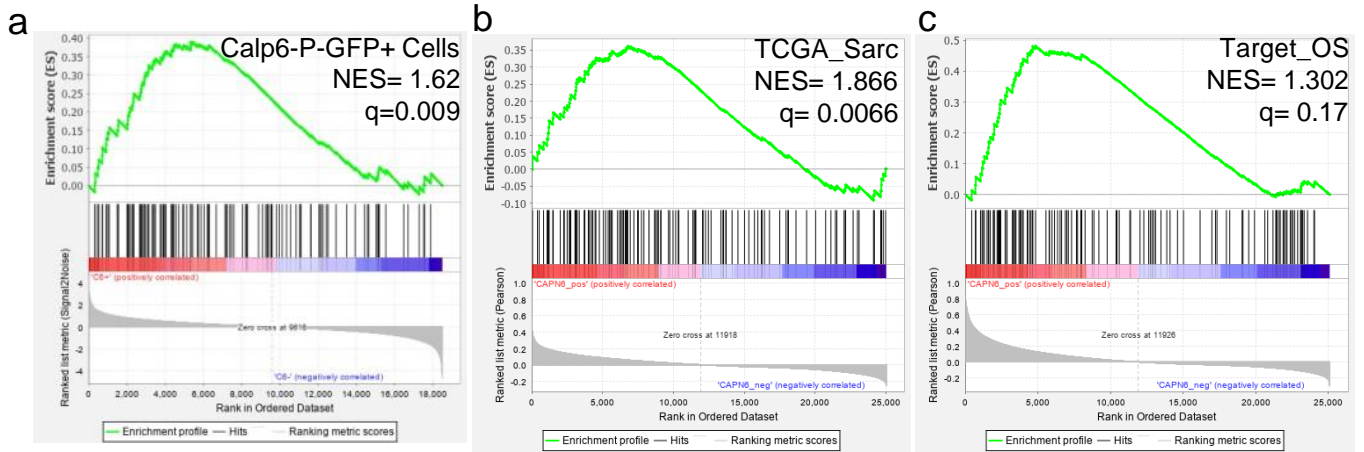 a
Calp6-P-GFP+ Cells
NES= 1.62
q=0.009
Enrichment score (ES)
0.40
0.35
0.30
0.25
0.20
0.15
0.10
0.05
0.00
Ranked list metric (Signal2Noise)
'C6+' (positively correlated)
4
2
0
-2
-4
Zero cross at 9616
'C6-' (negatively correlated)
0 2,000 4,000 6,000 8,000 10,000 12,000 14,000 16,000 18,000
Rank in Ordered Dataset
Enrichment profile Hits Ranking metric scores
b
TCGA_Sarc
NES= 1.866
q= 0.0066
Enrichment score (ES)
0.35
0.30
0.25
0.20
0.15
0.10
0.05
0.00
-0.05
-0.10
Ranked list metric (Pearson)
'CAPN6_pos' (positively correlated)
1.0
0.8
0.6
0.4
0.2
0.0
-0.2
Zero cross at 11918
'CAPN6_neg' (negatively correlated)
0 5,000 10,000 15,000 20,000 25,000
Rank in Ordered Dataset
Enrichment profile Hits Ranking metric scores
c
Target_OS
NES= 1.302
q= 0.17
Enrichment score (ES)
0.5
0.4
0.3
0.2
0.1
0.0
Ranked list metric (Pearson)
'CAPN6_pos' (positively correlated)
1.0
0.8
0.6
0.4
0.2
0.0
-0.2
Zero cross at 11926
'CAPN6_neg' (negatively correlated)
0 5,000 10,000 15,000 20,000 25,000
Rank in Ordered Dataset
Enrichment profile Hits Ranking metric scores